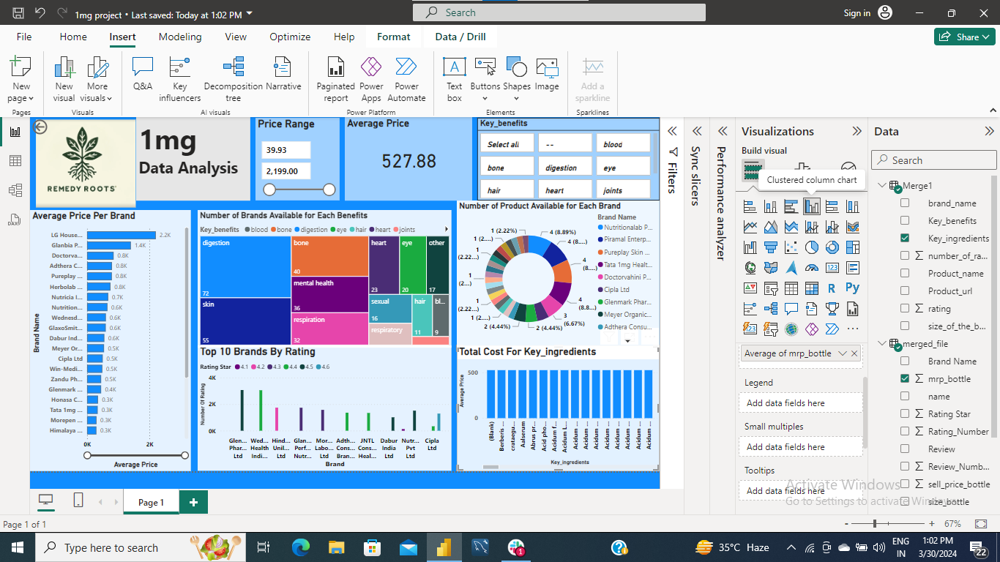 1mg project • Last saved: Today at 1:02 PM
Search
Sign in
File Home Insert Modeling View Optimize Help Format Data / Drill
Share
New page
New visual
More visuals
Q&A
Key influencers
Decomposition tree
Narrative
Paginated report
Power Apps
Power Automate
Text box
Buttons
Shapes
Image
Add a sparkline
Pages
Visuals
AI visuals
Power Platform
Elements
Sparklines
REMEDY ROOTS
1mg
Data Analysis
Price Range
39.93
2,199.00
Average Price
527.88
Key_benefits
Select all -- blood
bone digestion eye
hair heart joints
Average Price Per Brand
Brand Name
LG House... 2.2K
Glanbia P... 1.4K
Doctorva... 0.8K
Adthera C... 0.8K
Pureplay ... 0.8K
Herbolab ... 0.8K
Nutricia I... 0.7K
Nutrition... 0.6K
Wednesd... 0.6K
GlaxoSmit... 0.6K
Dabur Ind... 0.6K
Meyer Or... 0.5K
Cipla Ltd 0.5K
Win-Medi... 0.5K
Zandu Ph... 0.5K
Glenmark ... 0.4K
Honasa C... 0.3K
Tata 1mg ... 0.3K
Morepen ... 0.3K
Himalaya ... 0.3K
0K 2K
Average Price
Number of Brands Available for Each Benefits
Key_benefits blood bone digestion eye hair heart joints
digestion
72
skin
55
bone
40
mental health
36
respiration
32
heart
23
eye
20
other
17
sexual
16
hair
11
bl...
9
respiratory
Number of Product Available for Each Brand
1 (2.22%)
4 (8.89%)
4 (8....)
4
(8....)
4
(8.8...)
3
(6.67%)
2 (4.44%)
2 (4.44%)
1 (2....)
1
(2.22...)
1
(2....)
1
(2...)
1
(2.22...)
1 (2....)
Brand Name
Nutritionalab P...
Piramal Enterp...
Pureplay Skin ...
Tata 1mg Healt...
Doctorvahini P...
Cipla Ltd
Glenmark Phar...
Meyer Organic...
Adthera Consu...
Top 10 Brands By Rating
Rating Star 4.1 4.2 4.3 4.4 4.5 4.6
Number Of Rating
4K
2K
0K
Glen... Phar... Ltd
Wed... Health Indi...
Hind... Unil... Ltd
Glan... Perf... Nutr...
Mor... Labo... Ltd
Adth... Cons... Bran...
JNTL Cons... Heal...
Dabur India Ltd
Nutr... Pvt Ltd
Cipla Ltd
Brand
Total Cost For Key_ingredients
Average Price
500
0
(Blank)
Berberis ...
crataegu...
Aalserum
Abrus pr...
Acid pho...
Acidum f...
Acidum L...
Acidum ...
Acidum ...
Acidum ...
Acidum ...
Acidum ...
Acidum ...
Acidum ...
Key_ingredients
Filters
Sync slicers
Performance analyzer
Visualizations
Build visual
Clustered column chart
R
Py
123
Average of mrp_bottle
Legend
Add data fields here
Small multiples
Add data fields here
Tooltips
Add data fields here
Data
Search
Merge1
brand_name
Key_benefits
Key_ingredients
number_of_ra...
Product_name
Product_url
rating
size_of_the_b...
merged_file
Brand Name
mrp_bottle
name
Rating Star
Rating_Number
Review
Review_Numb...
sell_price_bottle
size_bottle
Activate Windows
Go to Settings to activate Windows.
Page 1
Page 1 of 1
67%
Type here to search
1
35°C Haze
ENG
IN
1:02 PM
3/30/2024
22